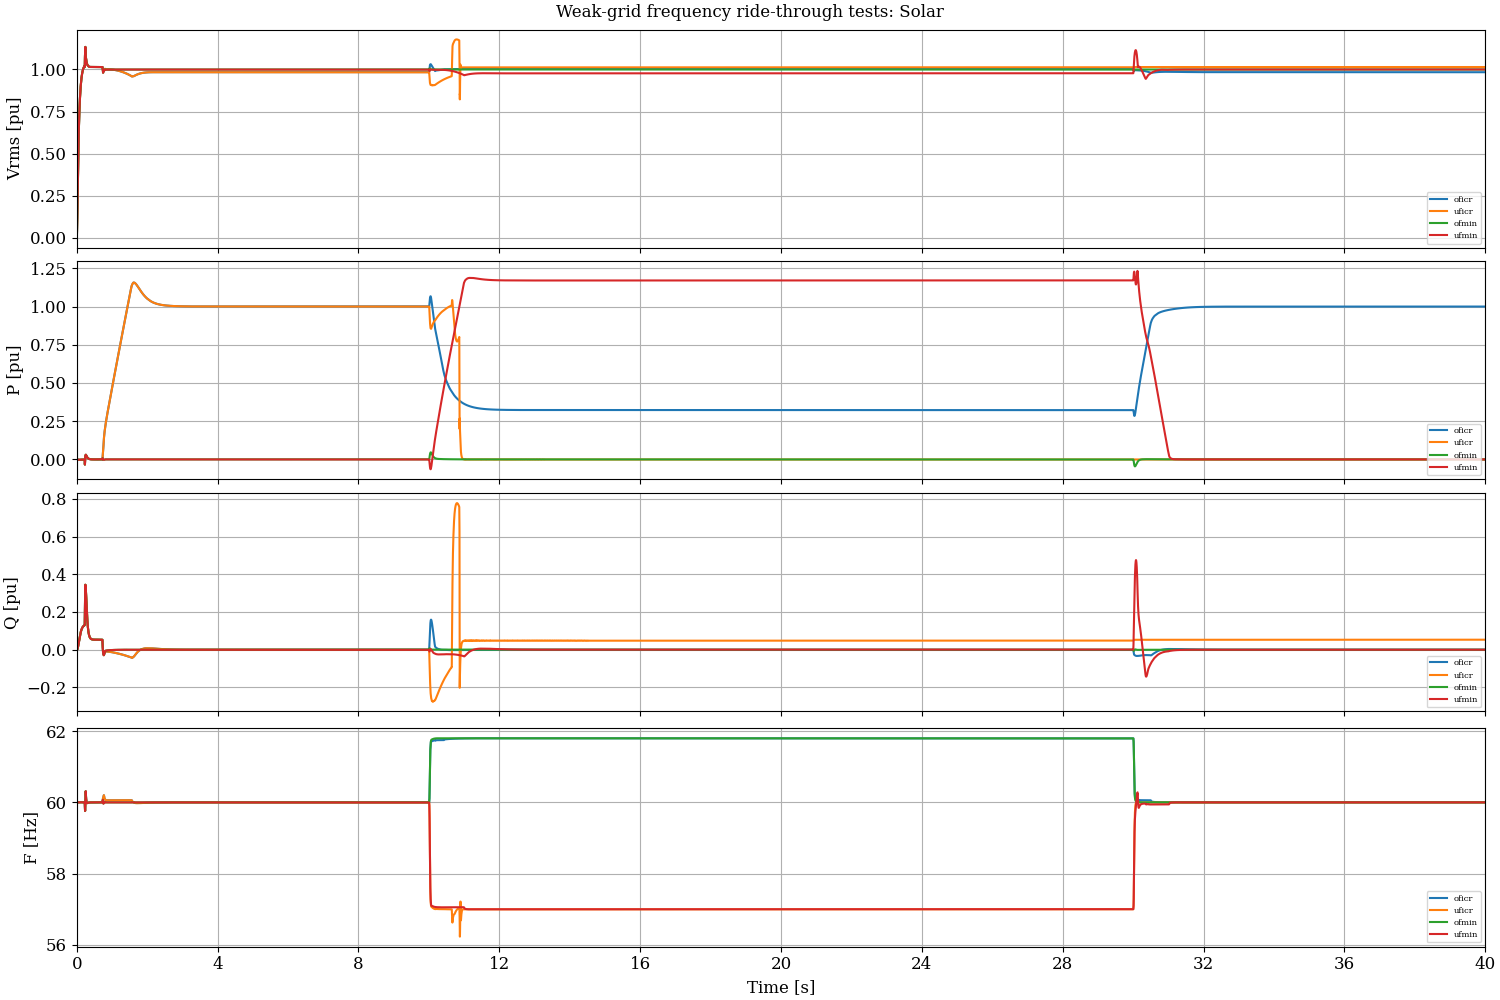 Weak-grid frequency ride-through tests: Solar
Vrms [pu]
1.00
0.75
0.50
0.25
0.00
oficr
uficr
ofmin
ufmin
P [pu]
1.25
1.00
0.75
0.50
0.25
0.00
oficr
uficr
ofmin
ufmin
Q [pu]
0.8
0.6
0.4
0.2
0.0
−0.2
oficr
uficr
ofmin
ufmin
F [Hz]
62
60
58
56
oficr
uficr
ofmin
ufmin
0 4 8 12 16 20 24 28 32 36 40
Time [s]